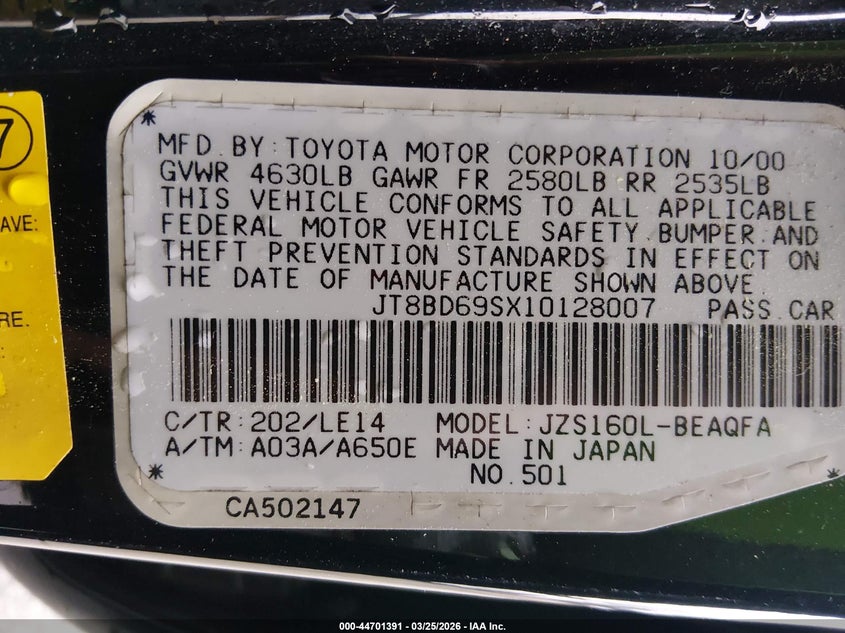 7
AVE:
RE.
* MFD.BY:TOYOTA MOTOR CORPORATION 10/00
GVWR 4630LB GAWR FR 2580LB RR 2535LB
THIS VEHICLE CONFORMS TO ALL APPLICABLE
FEDERAL MOTOR VEHICLE SAFETY.BUMPER.AND
THEFT PREVENTION STANDARDS IN EFFECT ON
THE DATE OF MANUFACTURE SHOWN ABOVE.
JT8BD69SX10128007 PASS.CAR
C/TR:202/LE14 MODEL:JZS160L-BEAQFA
A/TM:A03A/A650E MADE IN JAPAN
* NO.501 *
CA502147
000-44701391 - 03/25/2026 - IAA Inc.